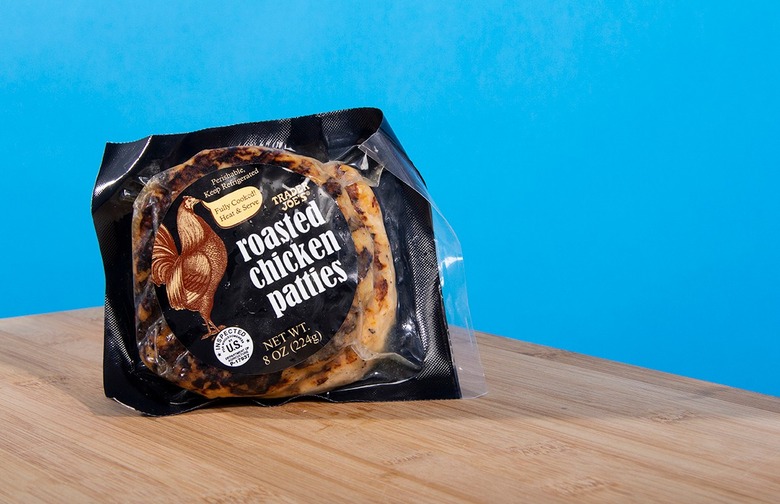 Perishable,
Keep Refrigerated
Fully Cooked!
Heat & Serve
TRADER
JOE'S®
roasted
chicken
patties
INSPECTED
U.S.
NET WT.
8 OZ (224g)